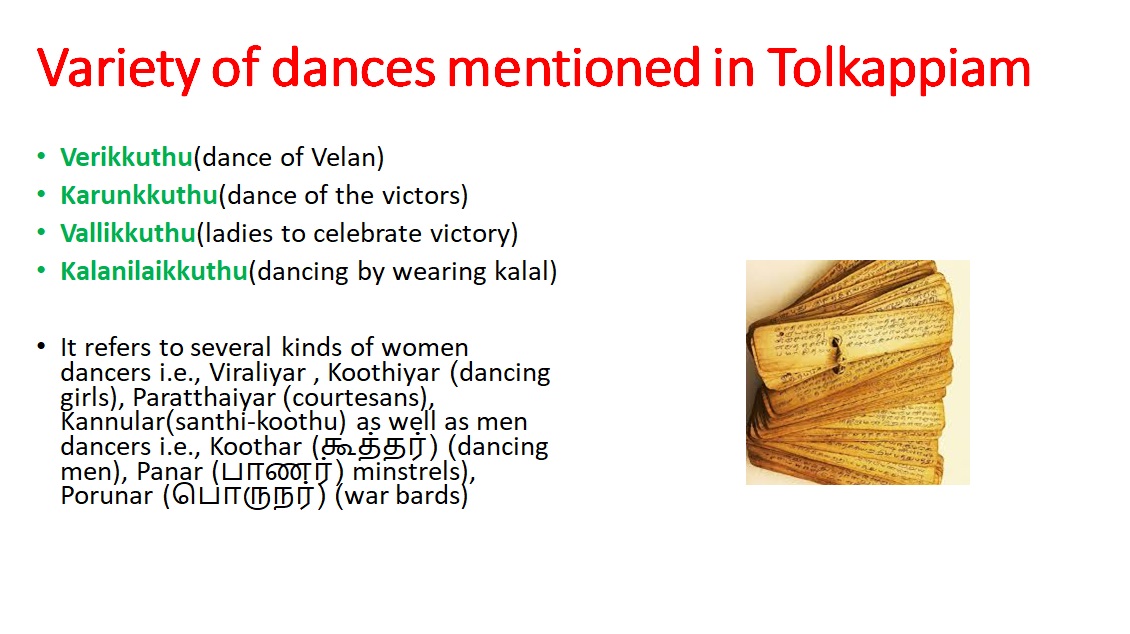 Variety of dances mentioned in Tolkappiam
• Verikkuthu(dance of Velan)
• Karunkkuthu(dance of the victors)
• Vallikkuthu(ladies to celebrate victory)
• Kalanilaikkuthu(dancing by wearing kalal)
• It refers to several kinds of women
dancers i.e., Viraliyar , Koothiyar (dancing
girls), Paratthaiyar (courtesans),
Kannular(santhi-koothu) as well as men
dancers i.e., Koothar (கூத்தர்) (dancing
men), Panar (பாணர்) minstrels),
Porunar (பொருநர்) (war bards)